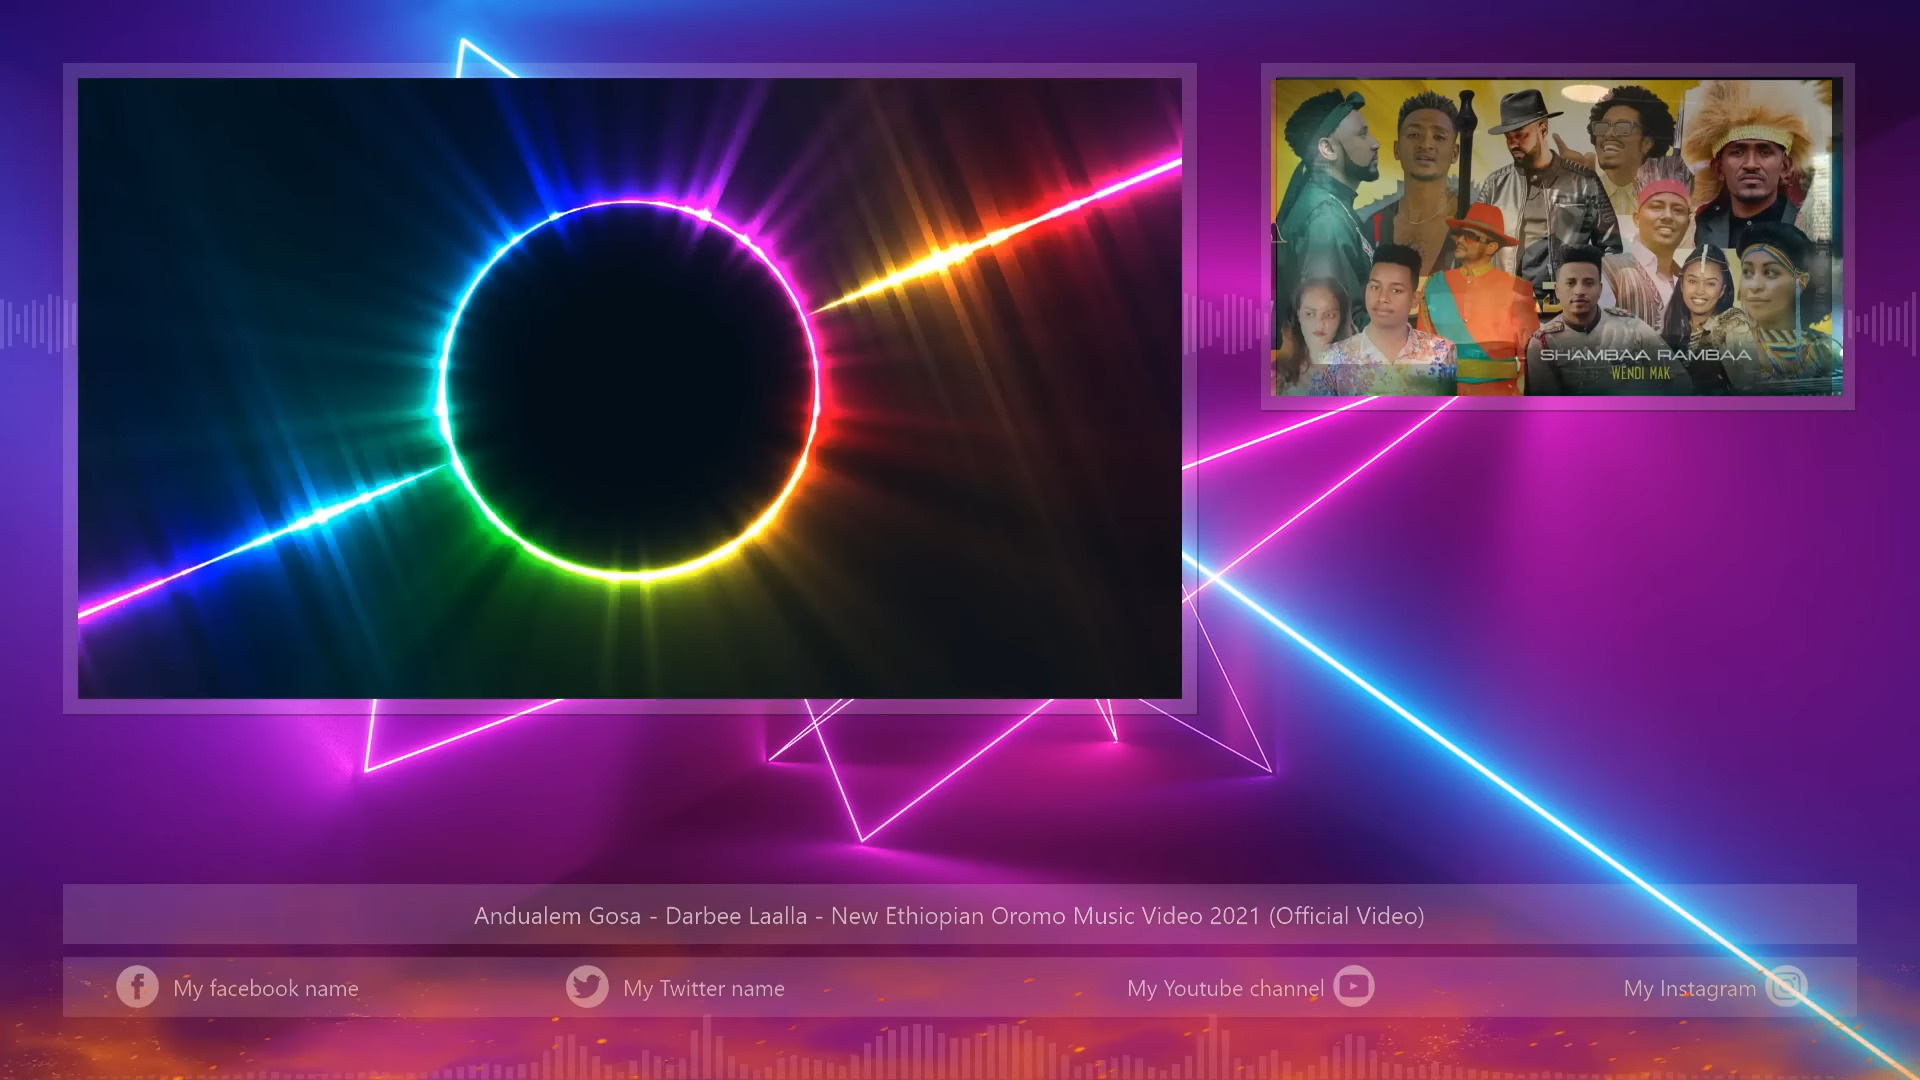 SHAMBAA RAMBAA
WENDI MAK
Andualem Gosa - Darbee Laalla - New Ethiopian Oromo Music Video 2021 (Official Video)
My facebook name
My Twitter name
My Youtube channel
My Instagram